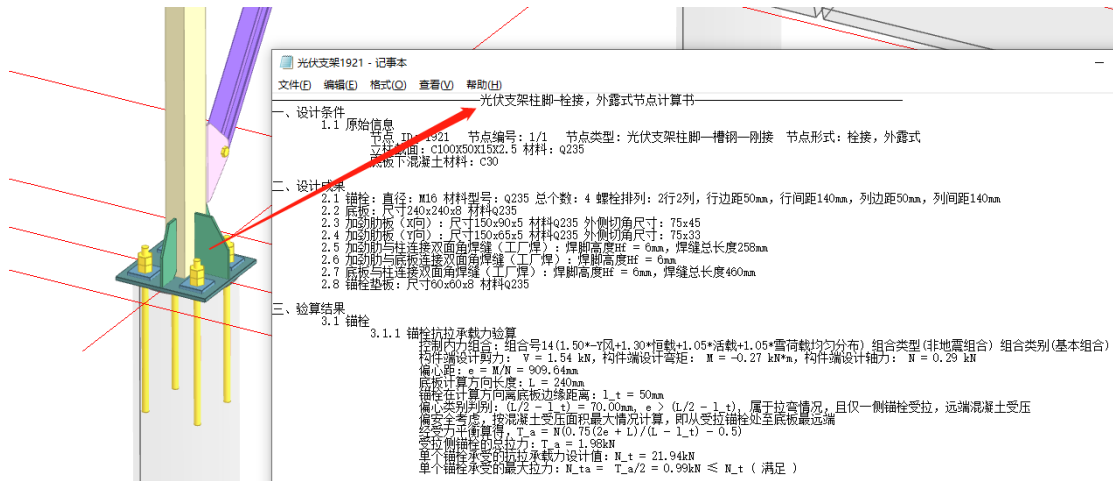 光伏支架1921 - 记事本
文件(F) 编辑(E) 格式(O) 查看(V) 帮助(H)
光伏支架柱脚-栓接，外露式节点计算书
一、设计条件
1.1 原始信息
节点 ID: 1921 节点编号: 1/1 节点类型: 光伏支架柱脚—槽钢—刚接 节点形式: 栓接，外露式
立柱截面: C100X50X15X2.5 材料: Q235
底板下混凝土材料: C30
二、设计成果
2.1 锚栓: 直径: M16 材料型号: Q235 总个数: 4 螺栓排列: 2行2列, 行边距50mm, 行间距140mm, 列边距50mm, 列间距140mm
2.2 底板: 尺寸240x240x8 材料Q235
2.3 加劲肋板 (X向) : 尺寸150x90x5 材料Q235 外侧切角尺寸: 75x45
2.4 加劲肋板 (Y向) : 尺寸150x65x5 材料Q235 外侧切角尺寸: 75x33
2.5 加劲肋与柱连接双面角焊缝 (工厂焊) : 焊脚高度Hf = 6mm, 焊缝总长度258mm
2.6 加劲肋与底板连接双面角焊缝 (工厂焊) : 焊脚高度Hf = 6mm
2.7 底板与柱连接双面角焊缝 (工厂焊) : 焊脚高度Hf = 6mm, 焊缝总长度460mm
2.8 锚栓垫板: 尺寸60x60x8 材料Q235
三、验算结果
3.1 锚栓
3.1.1 锚栓抗拉承载力验算
控制内力组合: 组合号14(1.50*-Y风+1.30*恒载+1.05*活载+1.05*雪荷载均匀分布) 组合类型(非地震组合) 组合类别(基本组合)
构件端设计剪力: V = 1.54 kN, 构件端设计弯矩: M = -0.27 kN*m, 构件端设计轴力: N = 0.29 kN
偏心距: e = M/N = 909.64mm
底板计算方向长度: L = 240mm
锚栓在计算方向离底板边缘距离: l_t = 50mm
偏心类别判别: (L/2 - l_t) = 70.00mm, e > (L/2 - l_t), 属于拉弯情况, 且仅一侧锚栓受拉, 远端混凝土受压
偏安全考虑, 按混凝土受压面积最大情况计算, 即从受拉锚栓处至底板最远端
经受力平衡算得, T_a = N(0.75(2e + L)/(L - l_t) - 0.5)
受拉侧锚栓的总拉力: T_a = 1.98kN
单个锚栓承受的抗拉承载力设计值: N_t = 21.94kN
单个锚栓承受的最大拉力: N_ta = T_a/2 = 0.99kN ≤ N_t ( 满足 )